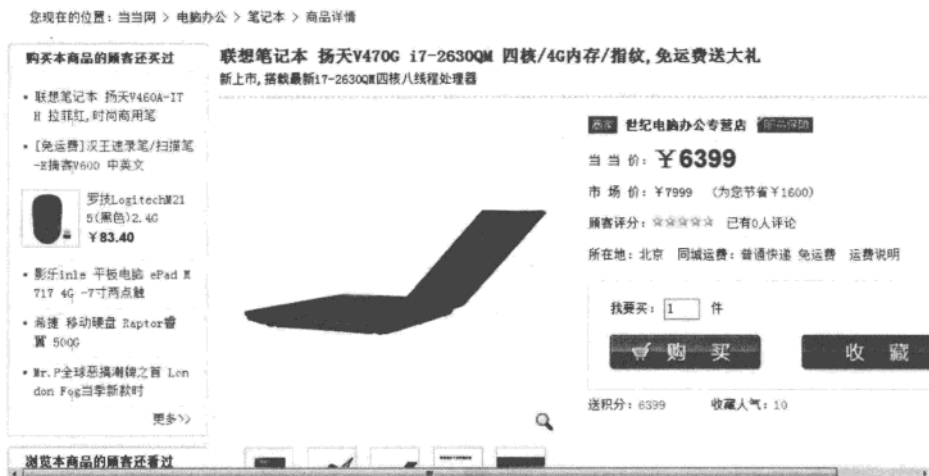 您现在的位置: 当当网 > 电脑办公 > 笔记本 > 商品详情
购买本商品的顾客还买过
• 联想笔记本 扬天V460A-IT
H 拉菲红,时尚商用笔
• [免运费]汉王速录笔/扫描笔
-E摘客V600 中英文
罗技LogitechM21
5(黑色)2.4G
￥83.40
• 影乐inle 平板电脑 ePad M
717 4G -7寸两点触
• 希捷 移动硬盘 Raptor睿
翼 500G
• Mr.P全球恶搞潮牌之首 Lon
don Fog当季新款时
更多>>
浏览本商品的顾客还看过
联想笔记本 扬天V470G i7-2630QM 四核/4G内存/指纹,免运费送大礼
新上市,搭载最新i7-2630QM四核八线程处理器
商家 世纪电脑办公专营店
当 当 价: ￥6399
市 场 价: ￥7999 (为您节省￥1600)
顾客评分: ☆☆☆☆☆ 已有0人评论
所在地: 北京 同城运费: 普通快递 免运费 运费说明
我要买: 1 件
购 买
收 藏
送积分: 6399 收藏人气: 10